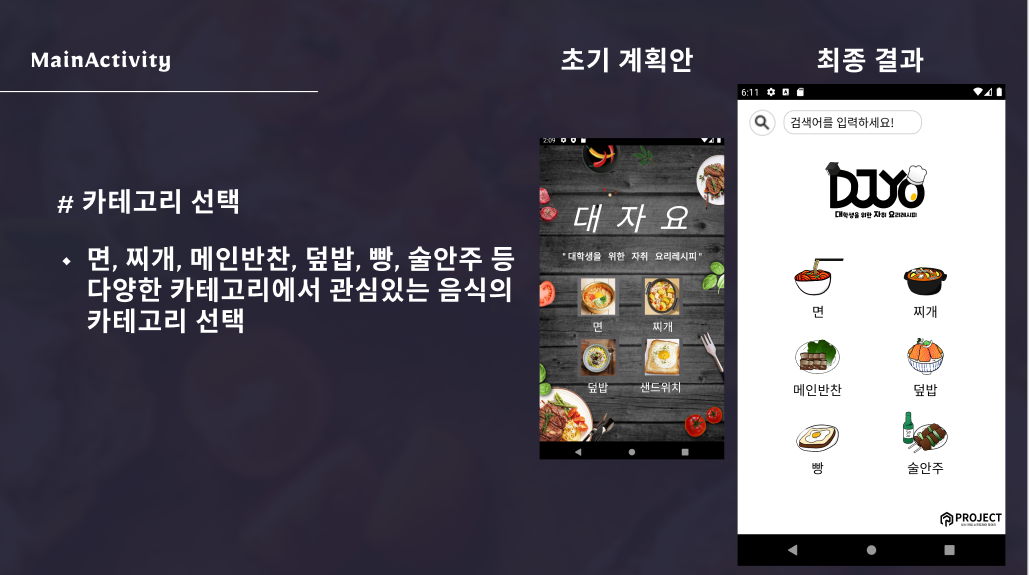 MainActivity
초기 계획안
최종 결과
# 카테고리 선택
면, 찌개, 메인반찬, 덮밥, 빵, 술안주 등
다양한 카테고리에서 관심있는 음식의
카테고리 선택
2:09
대 자 요
"대학생을 위한 자취 요리레시피"
면
찌개
덮밥
샌드위치
6:11
검색어를 입력하세요!
DJYO
대학생을 위한 자취 요리레시피
면
찌개
메인반찬
덮밥
빵
술안주
PROJECT